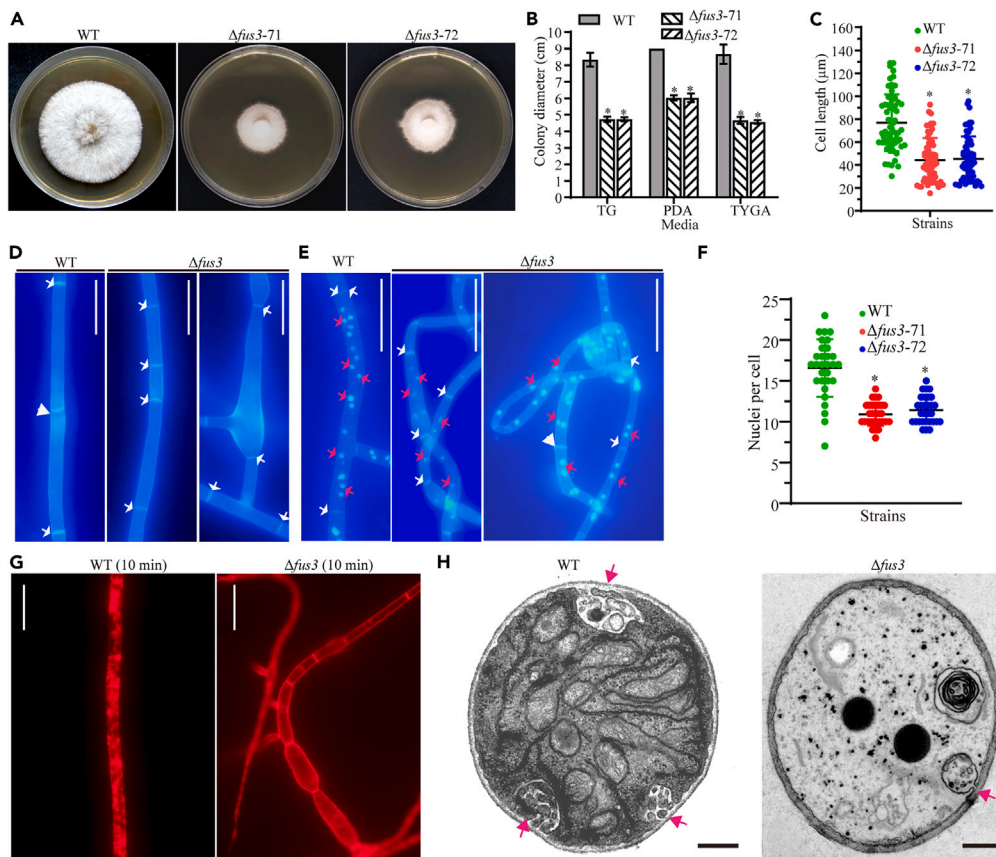 A
WT
Δfus3-71
Δfus3-72
B
WT
Δfus3-71
Δfus3-72
Colony diameter (cm)
9
8
7
6
5
4
3
2
1
0
* *
* *
* *
TG
PDA
TYGA
Media
C
WT
Δfus3-71
Δfus3-72
Cell length (μm)
160
140
120
100
80
60
40
20
0
*
*
Strains
D
WT
Δfus3
E
WT
Δfus3
F
WT
Δfus3-71
Δfus3-72
Nuclei per cell
25
20
15
10
5
0
*
*
Strains
G
WT (10 min)
Δfus3 (10 min)
H
WT
Δfus3